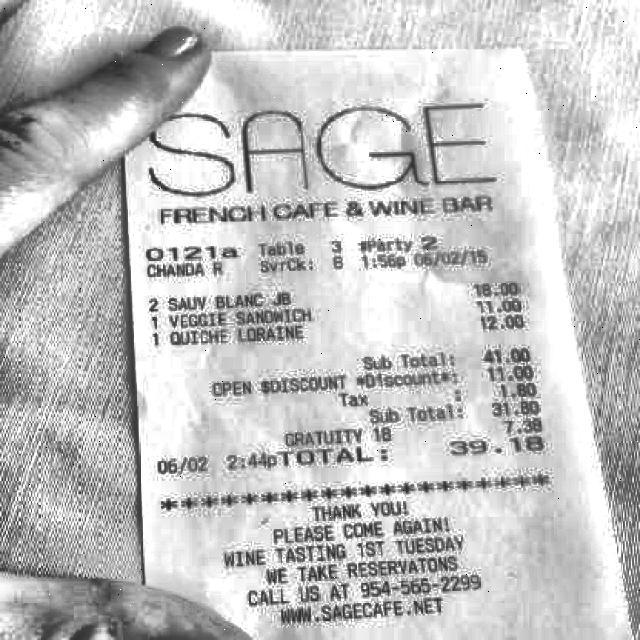 SAGE
FRENCH CAFE & WINE BAR
0121a Table 3 #Party 2
CHANDA R SvrCk: 8 1:56p 06/02/15
2 SAUV BLANC JB 18.00
1 VEGGIE SANDWICH 11.00
1 QUICHE LORAINE 12.00
Sub Total: 41.00
OPEN $DISCOUNT *Discount*: 11.00
Tax : 1.80
Sub Total: 31.80
GRATUITY 18 7.38
06/02 2:44pTOTAL: 39.18
******************************
THANK YOU!
PLEASE COME AGAIN!
WINE TASTING 1ST TUESDAY
WE TAKE RESERVATONS
CALL US AT 954-565-2299
WWW.SAGECAFE.NET